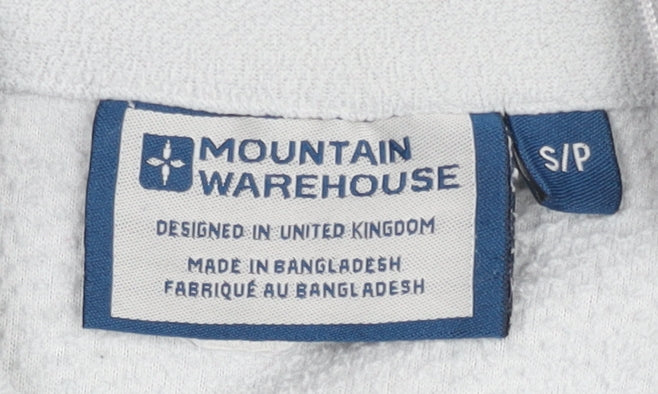 MOUNTAIN
WAREHOUSE
DESIGNED IN UNITED KINGDOM
MADE IN BANGLADESH
FABRIQUÉ AU BANGLADESH
S/P